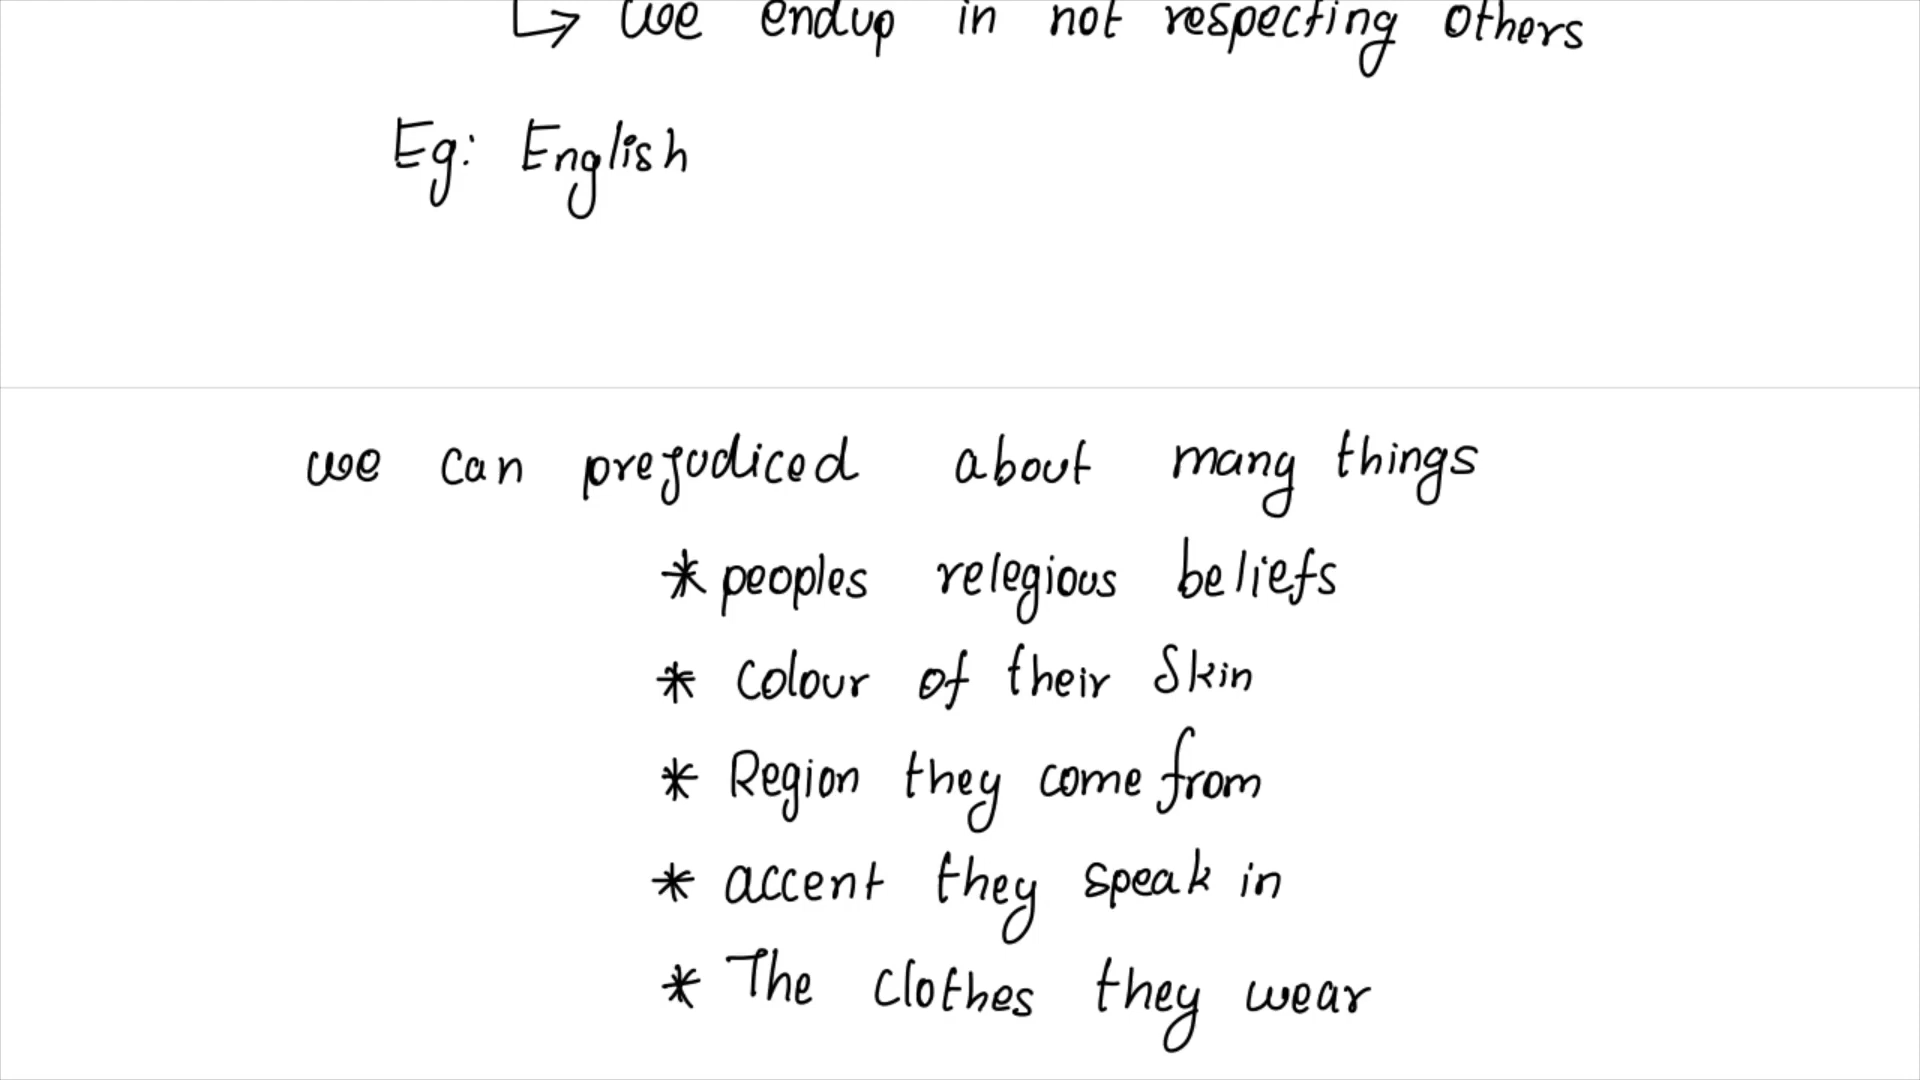 ↳ we endup in not respecting others
Eg: English
we can prejudiced about many things
* peoples relegious beliefs
* colour of their skin
* Region they come from
* accent they speak in
* The clothes they wear